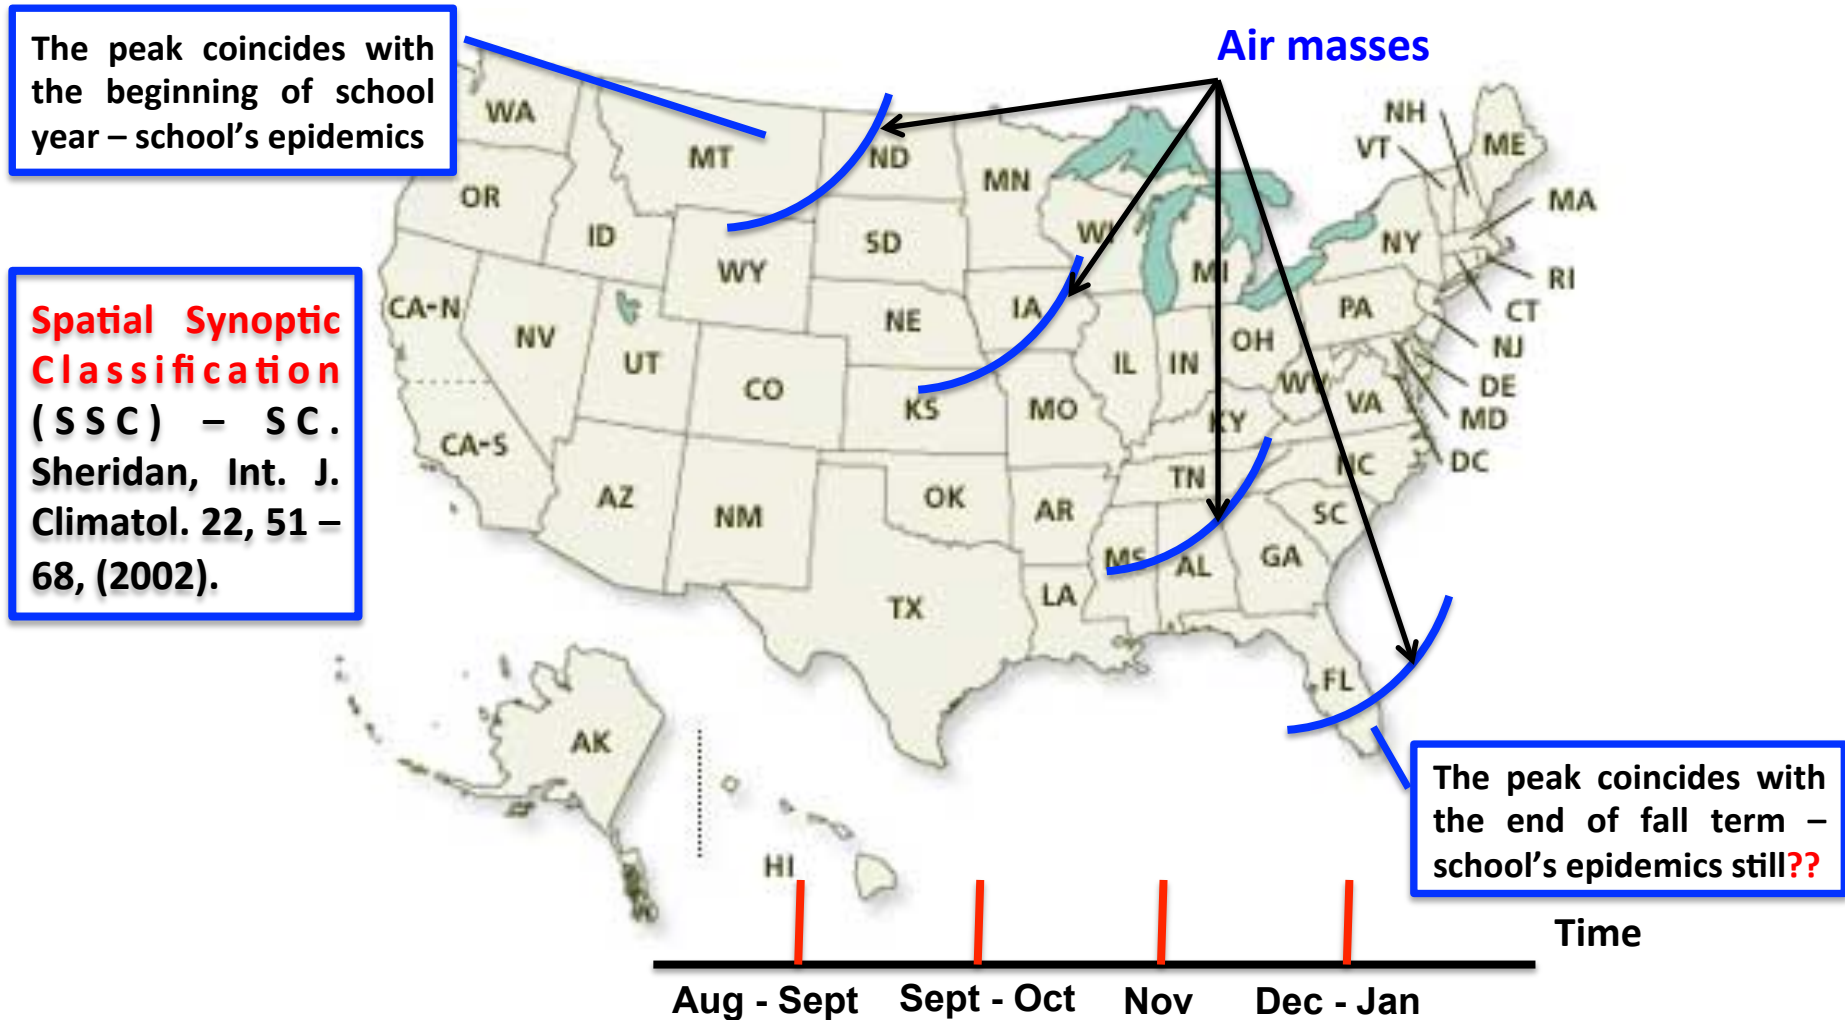 The peak coincides with
the beginning of school
year – school's epidemics
Air masses
Spatial Synoptic
Classification
(SSC) – SC.
Sheridan, Int. J.
Climatol. 22, 51 –
68, (2002).
WA
MT
ND
MN
OR
ID
WY
SD
WI
MI
NY
NH
VT
ME
MA
RI
CT
NJ
DE
MD
DC
CA-N
NV
UT
CO
NE
IA
IL
IN
OH
PA
WV
VA
KY
CA-S
AZ
NM
KS
MO
OK
AR
TN
NC
SC
MS
AL
GA
TX
LA
FL
AK
HI
The peak coincides with
the end of fall term –
school's epidemics still??
Time
Aug - Sept
Sept - Oct
Nov
Dec - Jan